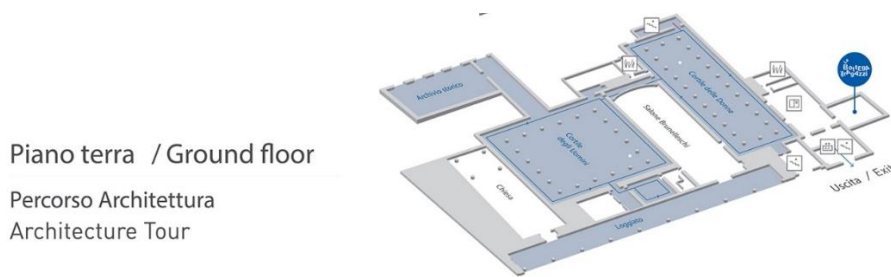 Piano terra / Ground floor
Percorso Architettura
Architecture Tour
Archivio storico
Cortile
degli Uomini
Cortile delle Donne
Salone Brunelleschi
Chiesa
Loggiato
Bottega
Ragazzi
Uscita / Exit